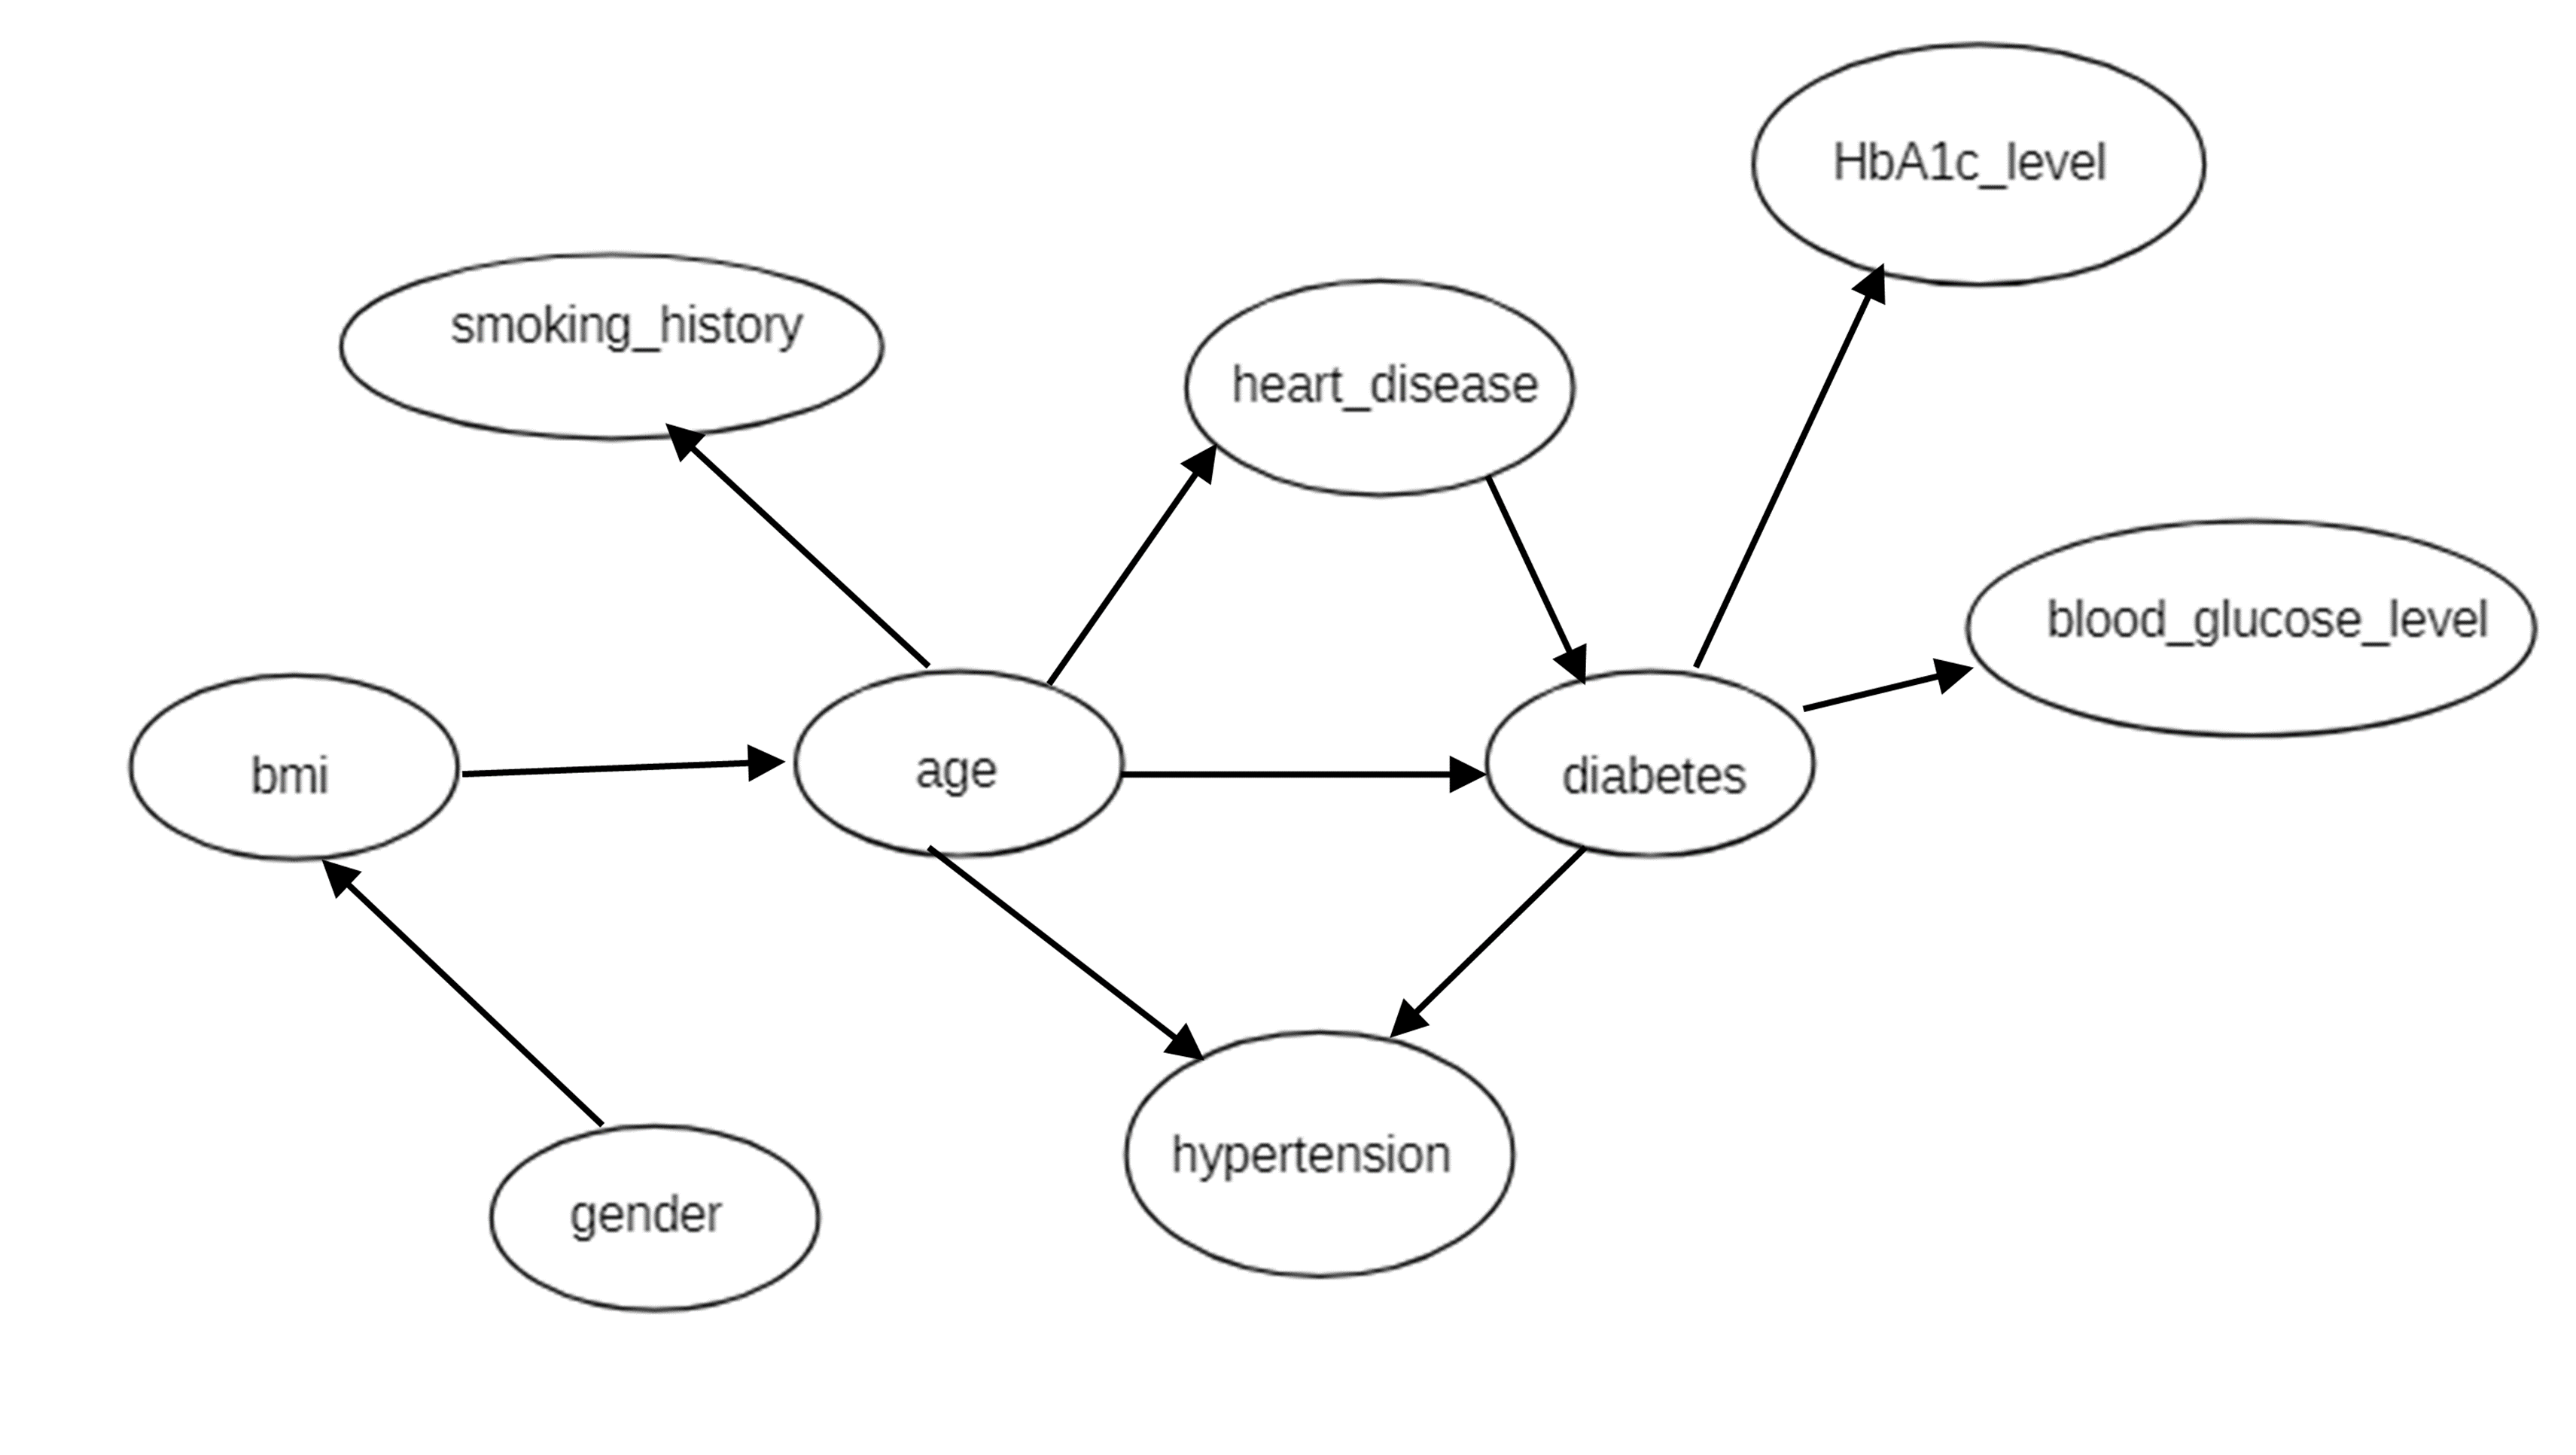 HbA1c_level
smoking_history
heart_disease
blood_glucose_level
bmi
age
diabetes
hypertension
gender